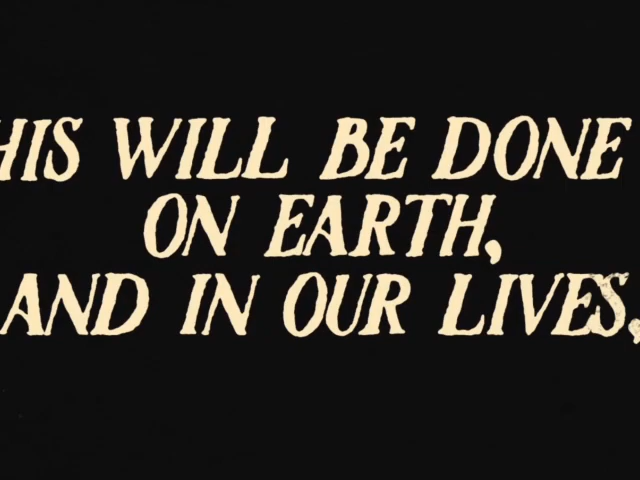 HIS WILL BE DONE
ON EARTH,
AND IN OUR LIVES,